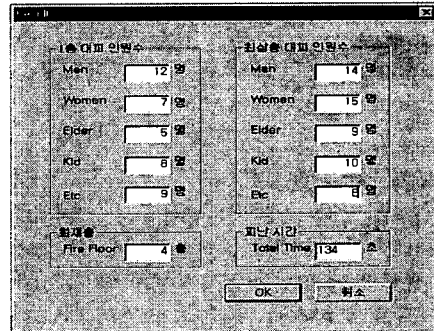 1층 대피 인원수
Men 12 명
Women 7 명
Elder 5 명
Kid 8 명
Etc 9 명
최상층 대피 인원수
Men 14 명
Women 15 명
Elder 9 명
Kid 10 명
Etc 8 명
화재층
Fire Floor 4 층
피난 시간
Total Time 134 초
OK
취소